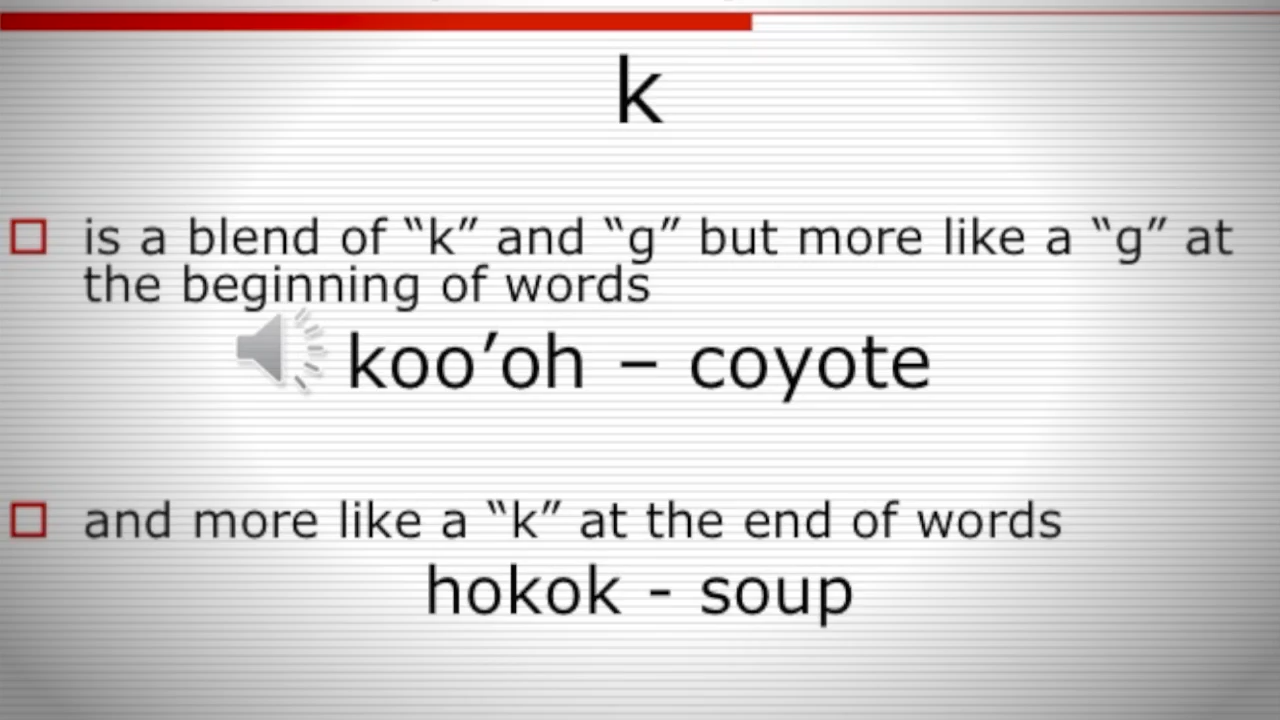 k
is a blend of “k” and “g” but more like a “g” at
the beginning of words
koo’oh – coyote
and more like a “k” at the end of words
hokok - soup